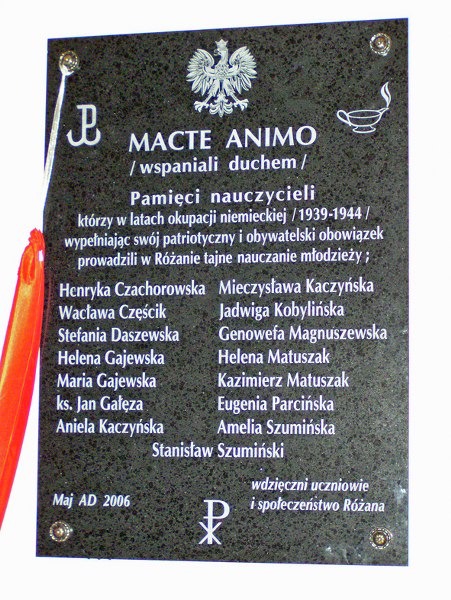 MACTE ANIMO
/wspaniali duchem/
Pamięci nauczycieli
którzy w latach okupacji niemieckiej /1939-1944/
wypełniając swój patriotyczny i obywatelski obowiązek
prowadzili w Różanie tajne nauczanie młodzieży ;
Henryka Czachorowska Mieczysława Kaczyńska
Wacława Częścik Jadwiga Kobylińska
Stefania Daszewska Genowefa Magnuszewska
Helena Gajewska Helena Matuszak
Maria Gajewska Kazimierz Matuszak
ks. Jan Gałęza Eugenia Parcińska
Aniela Kaczyńska Amelia Szumińska
Stanisław Szumiński
Maj AD 2006
wdzięczni uczniowie
i społeczeństwo Różana